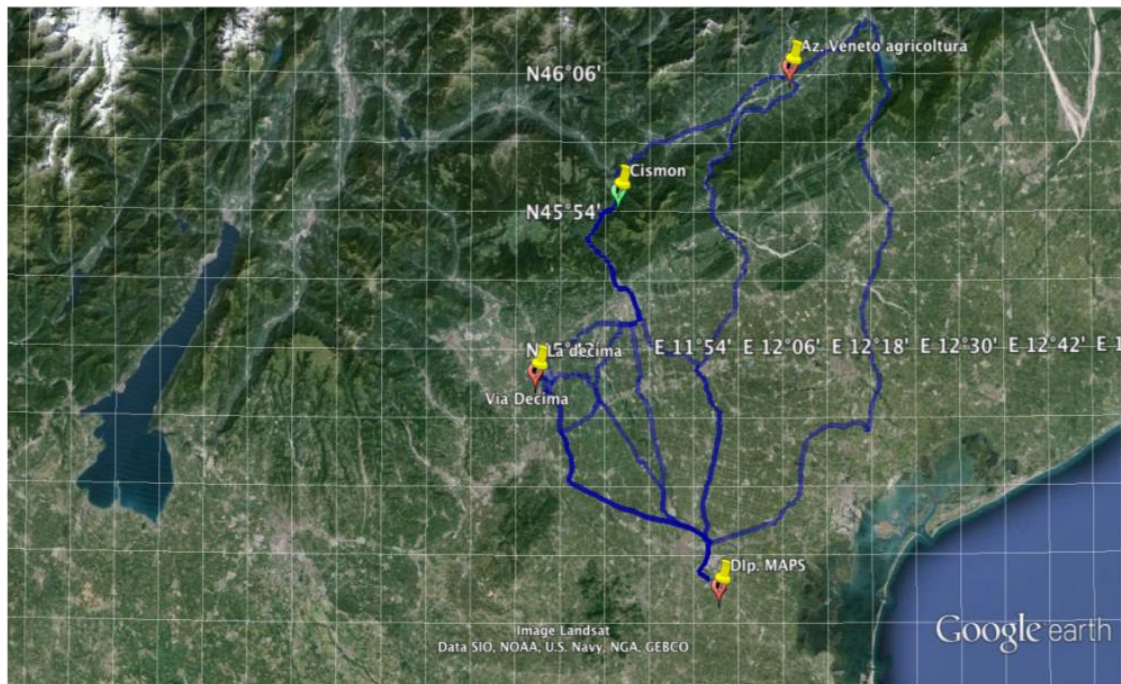 Az. Veneto agricoltura
N46°06'
Cismon
N45°54'
La decima
E 11°54' E 12°06' E 12°18' E 12°30' E 12°42' E 1
Via Decima
DIp. MAPS
Image Landsat
Data SIO, NOAA, U.S. Navy, NGA, GEBCO
Google earth